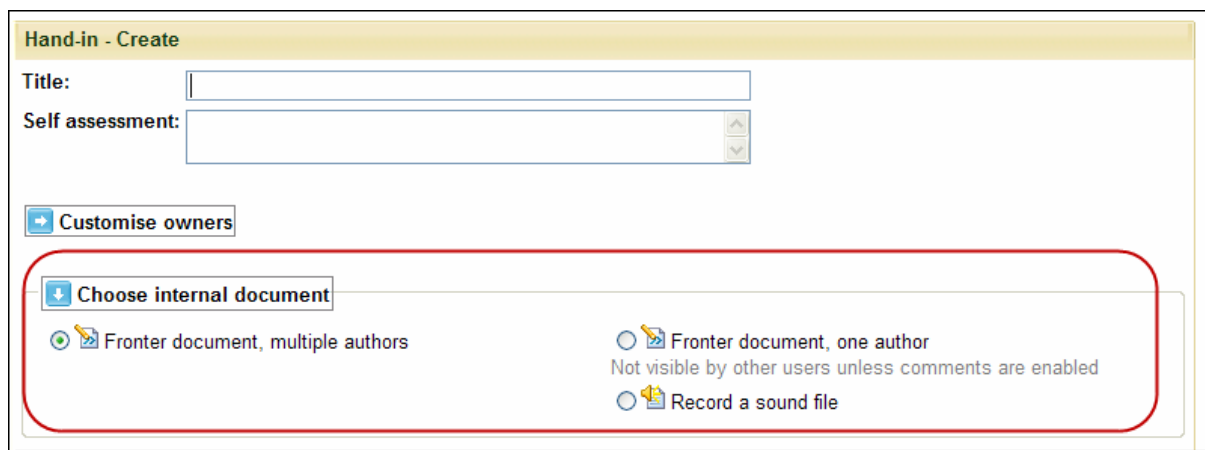 Hand-in - Create
Title:
Self assessment:
Customise owners
Choose internal document
Fronter document, multiple authors
Fronter document, one author
Not visible by other users unless comments are enabled
Record a sound file